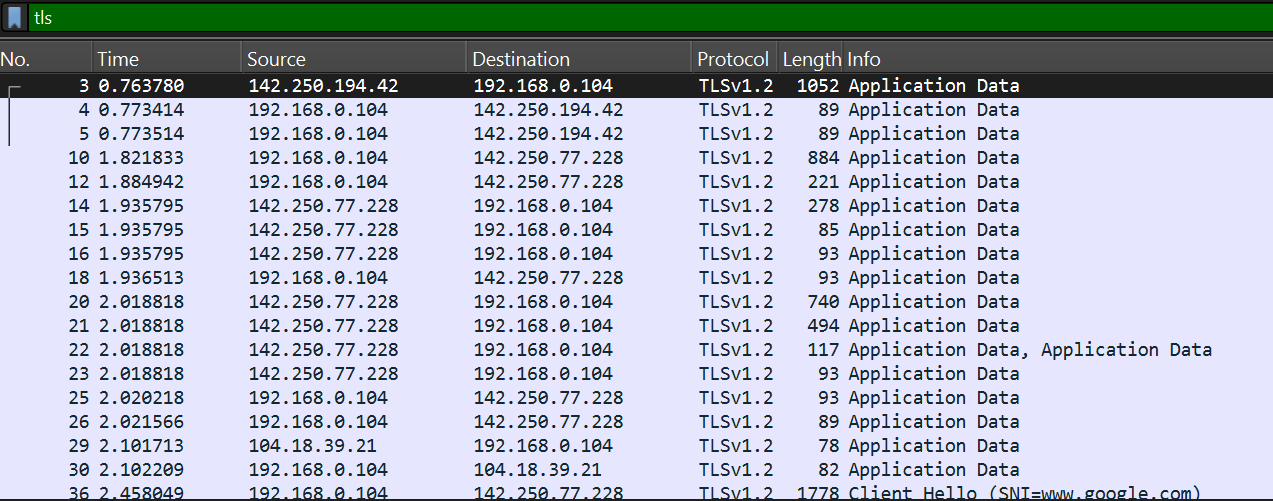 tls
No. Time Source Destination Protocol Length Info
3 0.763780 142.250.194.42 192.168.0.104 TLSv1.2 1052 Application Data
4 0.773414 192.168.0.104 142.250.194.42 TLSv1.2 89 Application Data
5 0.773514 192.168.0.104 142.250.194.42 TLSv1.2 89 Application Data
10 1.821833 192.168.0.104 142.250.77.228 TLSv1.2 884 Application Data
12 1.884942 192.168.0.104 142.250.77.228 TLSv1.2 221 Application Data
14 1.935795 142.250.77.228 192.168.0.104 TLSv1.2 278 Application Data
15 1.935795 142.250.77.228 192.168.0.104 TLSv1.2 85 Application Data
16 1.935795 142.250.77.228 192.168.0.104 TLSv1.2 93 Application Data
18 1.936513 192.168.0.104 142.250.77.228 TLSv1.2 93 Application Data
20 2.018818 142.250.77.228 192.168.0.104 TLSv1.2 740 Application Data
21 2.018818 142.250.77.228 192.168.0.104 TLSv1.2 494 Application Data
22 2.018818 142.250.77.228 192.168.0.104 TLSv1.2 117 Application Data, Application Data
23 2.018818 142.250.77.228 192.168.0.104 TLSv1.2 93 Application Data
25 2.020218 192.168.0.104 142.250.77.228 TLSv1.2 93 Application Data
26 2.021566 192.168.0.104 142.250.77.228 TLSv1.2 89 Application Data
29 2.101713 104.18.39.21 192.168.0.104 TLSv1.2 78 Application Data
30 2.102209 192.168.0.104 104.18.39.21 TLSv1.2 82 Application Data
36 2.458049 192.168.0.104 142.250.77.228 TLSv1.2 1778 Client Hello (SNI=www.google.com)